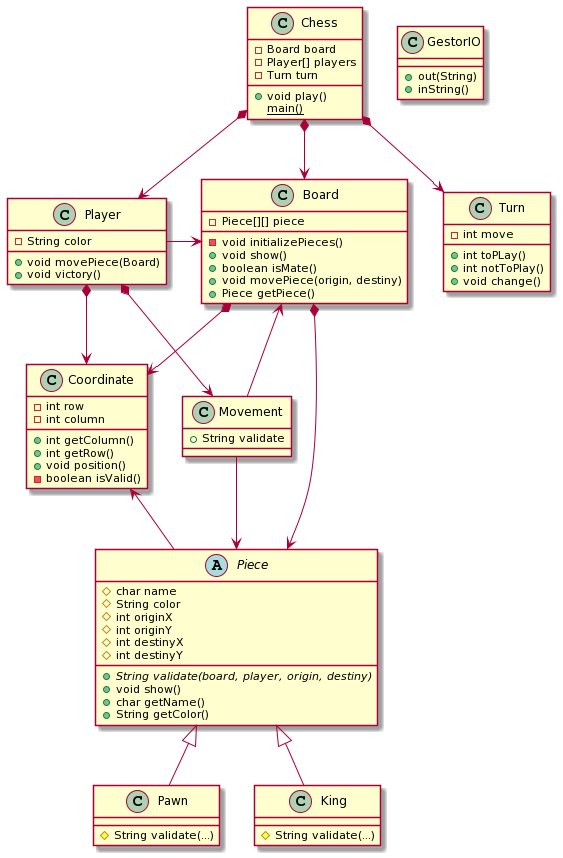 C Chess
Board board
Player[] players
Turn turn
void play()
main()
C GestorIO
out(String)
inString()
C Player
String color
void movePiece(Board)
void victory()
C Board
Piece[][] piece
void initializePieces()
void show()
boolean isMate()
void movePiece(origin, destiny)
Piece getPiece()
C Turn
int move
int toPLay()
int notToPlay()
void change()
C Coordinate
int row
int column
int getColumn()
int getRow()
void position()
boolean isValid()
C Movement
String validate
A Piece
char name
String color
int originX
int originY
int destinyX
int destinyY
String validate(board, player, origin, destiny)
void show()
char getName()
String getColor()
C Pawn
String validate(...)
C King
String validate(...)